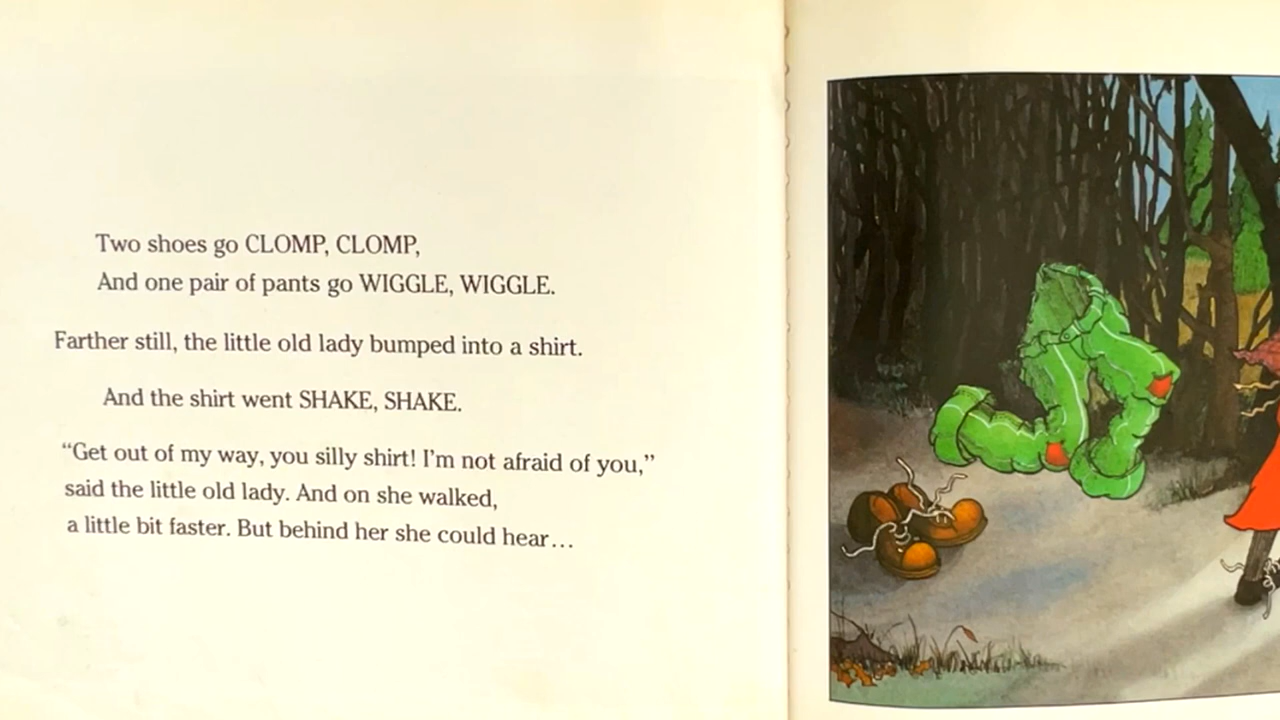 Two shoes go CLOMP, CLOMP,
And one pair of pants go WIGGLE, WIGGLE.
Farther still, the little old lady bumped into a shirt.
And the shirt went SHAKE, SHAKE.
“Get out of my way, you silly shirt! I'm not afraid of you,”
said the little old lady. And on she walked,
a little bit faster. But behind her she could hear...